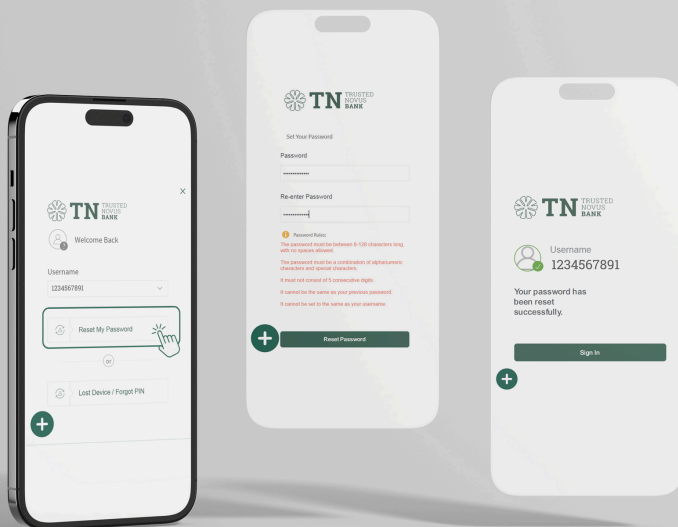 TN TRUSTED
NOVUS
BANK
Welcome Back
Username
1234567891
Reset My Password
or
Lost Device / Forgot PIN
TN TRUSTED
NOVUS
BANK
Set Your Password
Password
•••••••••••••
Re-enter Password
•••••••••••••
Password Rules:
The password must be between 8-128 characters long,
with no spaces allowed.
The password must be a combination of alphanumeric
characters and special characters.
It must not consist of 5 consecutive digits.
It cannot be the same as your previous password.
It cannot be set to the same as your username.
Reset Password
TN TRUSTED
NOVUS
BANK
Username
1234567891
Your password has
been reset
successfully.
Sign In